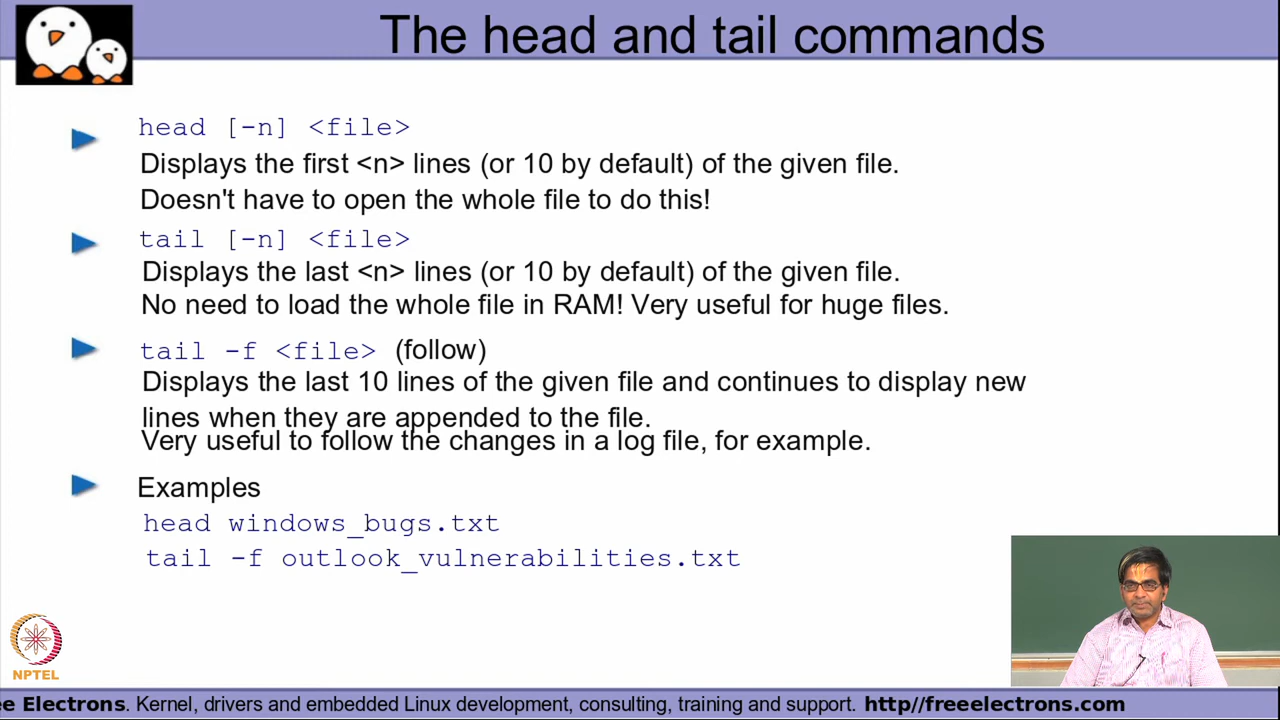 The head and tail commands
head [-n] <file>
Displays the first <n> lines (or 10 by default) of the given file.
Doesn't have to open the whole file to do this!
tail [-n] <file>
Displays the last <n> lines (or 10 by default) of the given file.
No need to load the whole file in RAM! Very useful for huge files.
tail -f <file> (follow)
Displays the last 10 lines of the given file and continues to display new
lines when they are appended to the file.
Very useful to follow the changes in a log file, for example.
Examples
head windows_bugs.txt
tail -f outlook_vulnerabilities.txt
NPTEL
ee Electrons. Kernel, drivers and embedded Linux development, consulting, training and support. http//freeelectrons.com